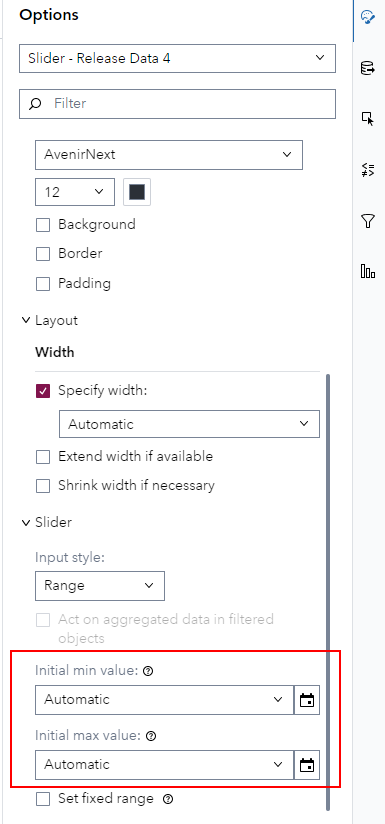 Options
Slider - Release Data 4
Filter
AvenirNext
12
Background
Border
Padding
Layout
Width
Specify width:
Automatic
Extend width if available
Shrink width if necessary
Slider
Input style:
Range
Act on aggregated data in filtered
objects
Initial min value:
Automatic
Initial max value:
Automatic
Set fixed range